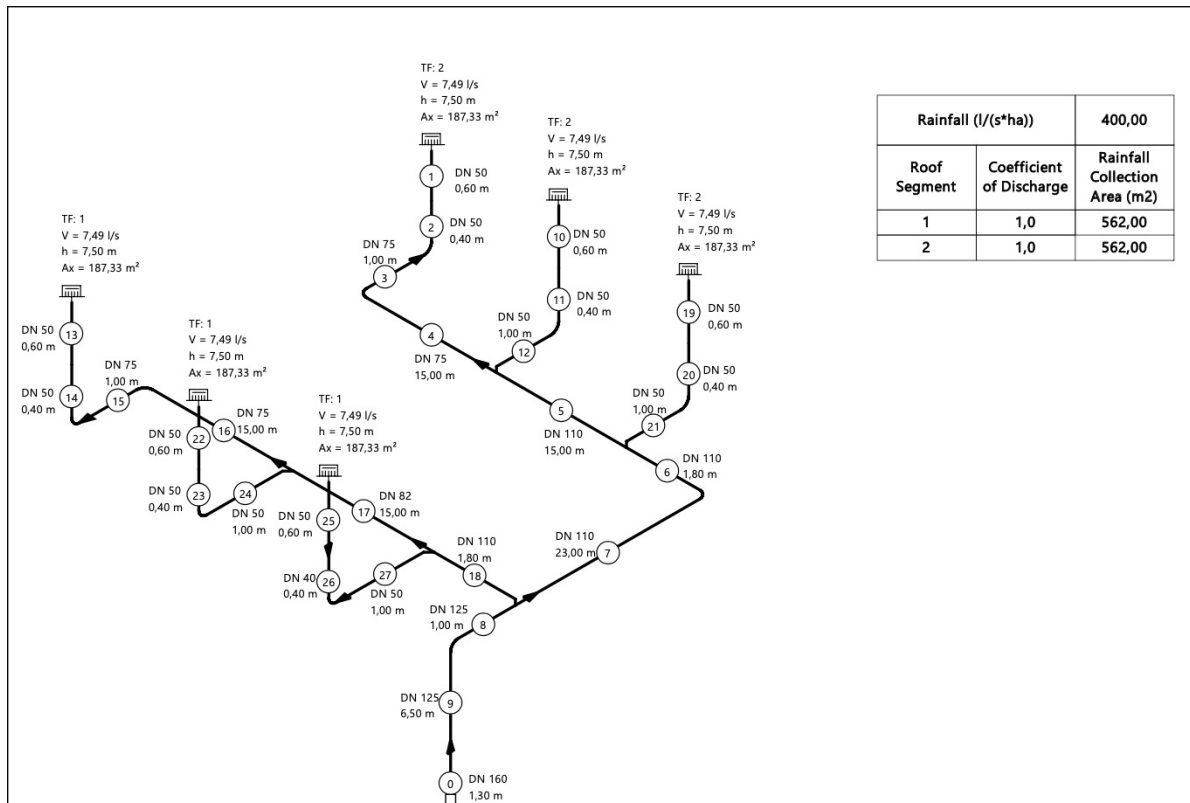 TF: 2
V = 7,49 l/s
h = 7,50 m
Ax = 187,33 m²
1
DN 50
0,60 m
2
DN 50
0,40 m
DN 75
1,00 m
3
4
DN 75
15,00 m
TF: 2
V = 7,49 l/s
h = 7,50 m
Ax = 187,33 m²
10
DN 50
0,60 m
11
DN 50
0,40 m
DN 50
1,00 m
12
5
DN 110
15,00 m
TF: 2
V = 7,49 l/s
h = 7,50 m
Ax = 187,33 m²
19
DN 50
0,60 m
20
DN 50
0,40 m
DN 50
1,00 m
21
6
DN 110
1,80 m
DN 110
23,00 m
7
TF: 1
V = 7,49 l/s
h = 7,50 m
Ax = 187,33 m²
DN 50
0,60 m
13
DN 50
0,40 m
14
DN 75
1,00 m
15
16
DN 75
15,00 m
TF: 1
V = 7,49 l/s
h = 7,50 m
Ax = 187,33 m²
DN 50
0,60 m
22
DN 50
0,40 m
23
24
DN 50
1,00 m
17
DN 82
15,00 m
TF: 1
V = 7,49 l/s
h = 7,50 m
Ax = 187,33 m²
DN 50
0,60 m
25
DN 40
0,40 m
26
27
DN 50
1,00 m
DN 110
1,80 m
18
DN 125
1,00 m
8
DN 125
6,50 m
9
0
DN 160
1,30 m
Rainfall (l/(s*ha)) 400,00
Roof Segment Coefficient of Discharge Rainfall Collection Area (m2)
1 1,0 562,00
2 1,0 562,00